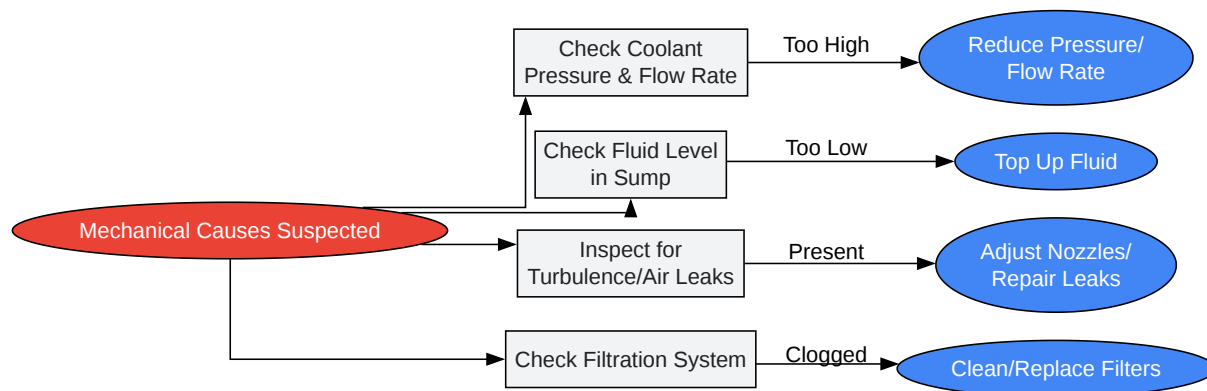 Check Coolant
Pressure & Flow Rate
Too High
Reduce Pressure/
Flow Rate
Check Fluid Level
in Sump
Too Low
Top Up Fluid
Mechanical Causes Suspected
Inspect for
Turbulence/Air Leaks
Present
Adjust Nozzles/
Repair Leaks
Check Filtration System
Clogged
Clean/Replace Filters